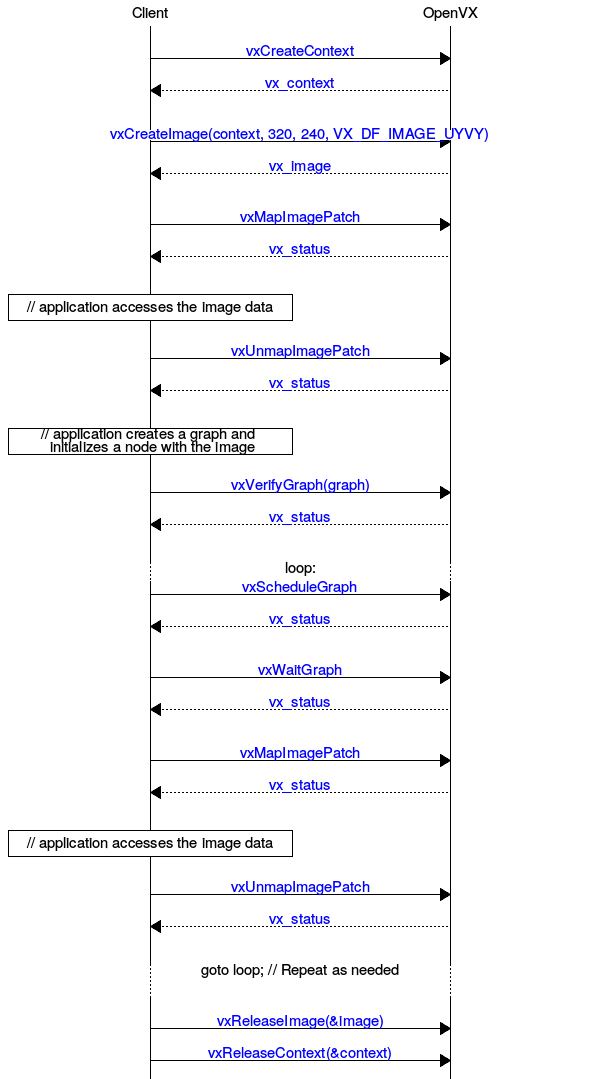 Client OpenVX
vxCreateContext
vx_context
vxCreateImage(context, 320, 240, VX_DF_IMAGE_UYVY)
vx_image
vxMapImagePatch
vx_status
// application accesses the image data
vxUnmapImagePatch
vx_status
// application creates a graph and
initializes a node with the image
vxVerifyGraph(graph)
vx_status
loop:
vxScheduleGraph
vx_status
vxWaitGraph
vx_status
vxMapImagePatch
vx_status
// application accesses the image data
vxUnmapImagePatch
vx_status
goto loop; // Repeat as needed
vxReleaseImage(&image)
vxReleaseContext(&context)